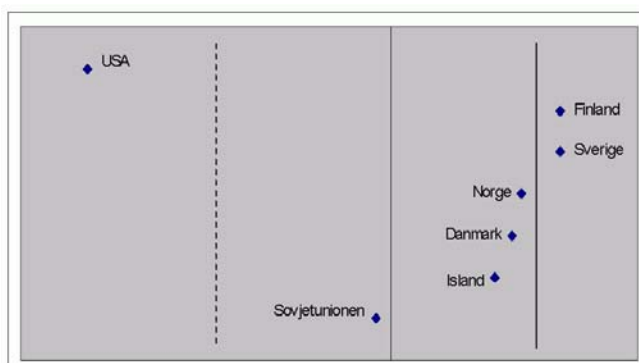 USA
Finland
Sverige
Norge
Danmark
Island
Sovjetunionen